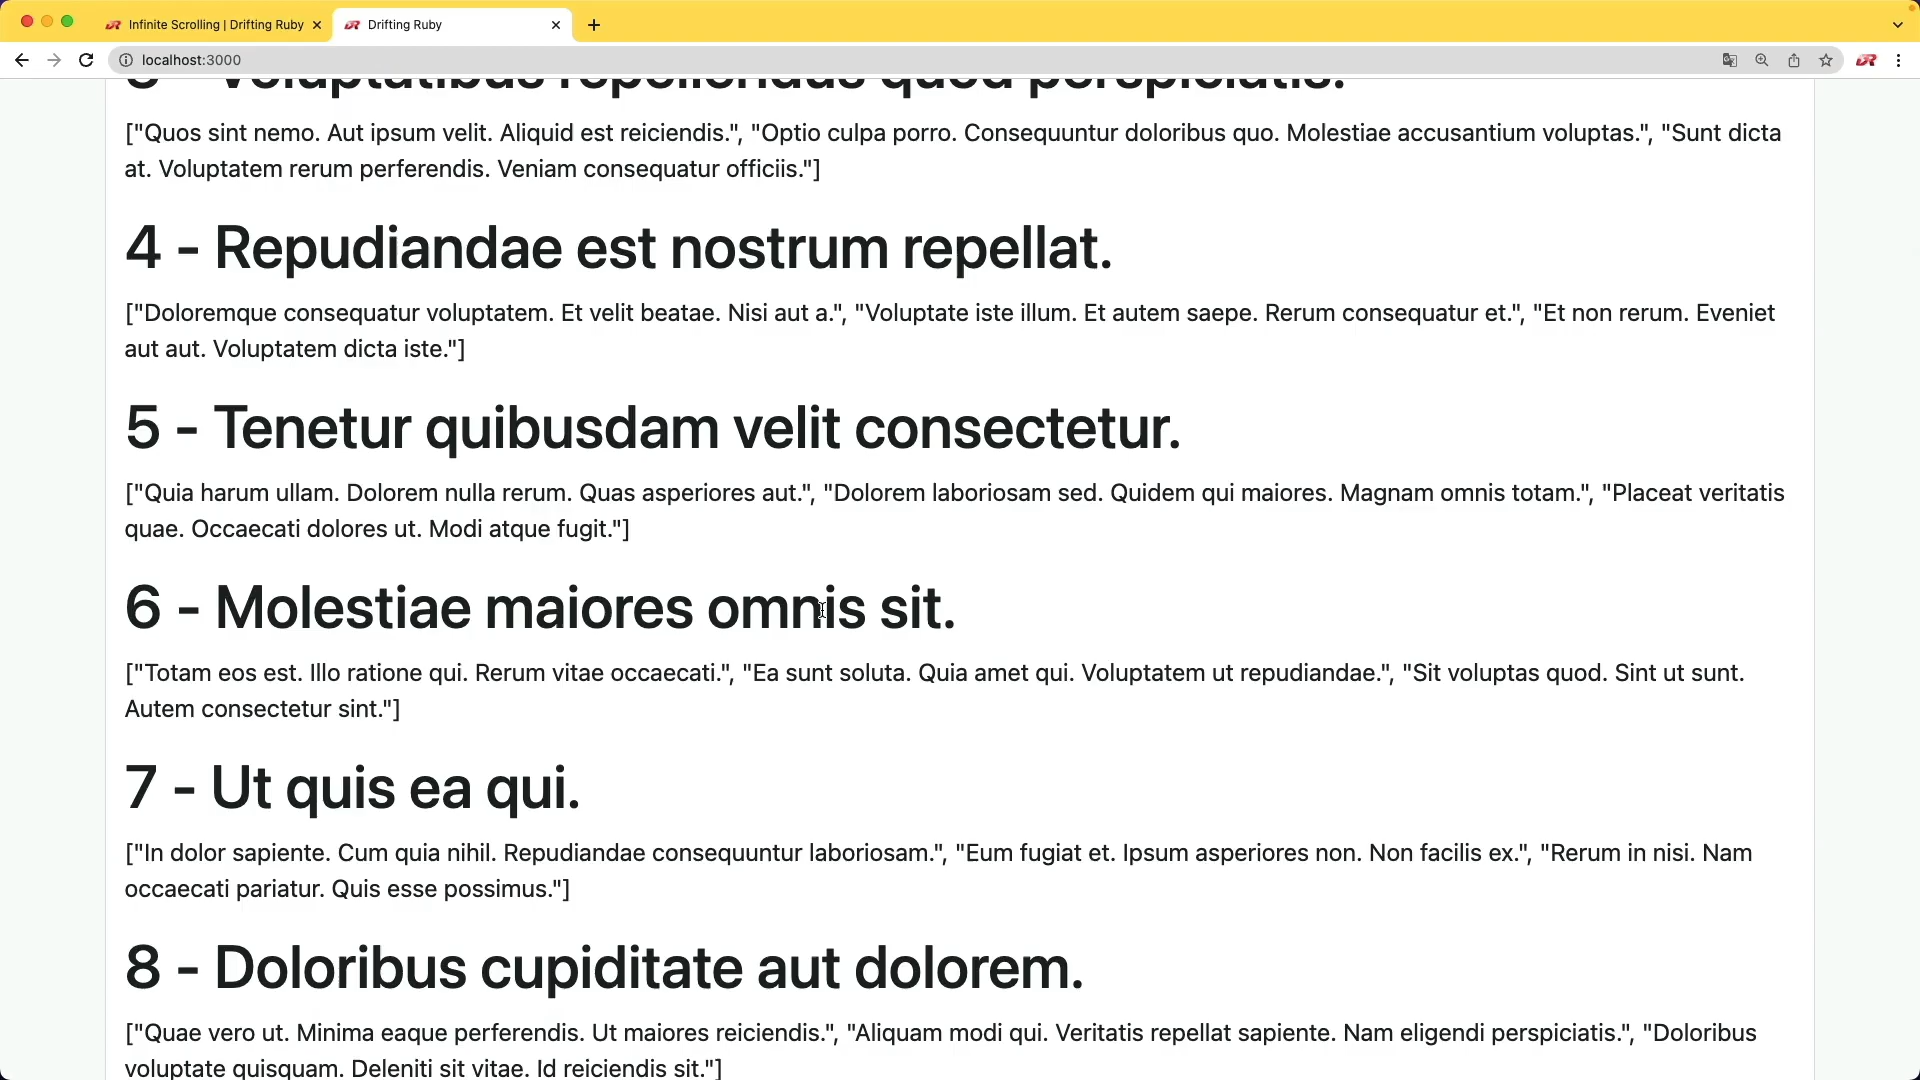 Infinite Scrolling | Drifting Ruby
Drifting Ruby
localhost:3000
3 - Voluptatibus repellendus quod perspiciatis.
["Quos sint nemo. Aut ipsum velit. Aliquid est reiciendis.", "Optio culpa porro. Consequuntur doloribus quo. Molestiae accusantium voluptas.", "Sunt dicta
at. Voluptatem rerum perferendis. Veniam consequatur officiis."]
4 - Repudiandae est nostrum repellat.
["Doloremque consequatur voluptatem. Et velit beatae. Nisi aut a.", "Voluptate iste illum. Et autem saepe. Rerum consequatur et.", "Et non rerum. Eveniet
aut aut. Voluptatem dicta iste."]
5 - Tenetur quibusdam velit consectetur.
["Quia harum ullam. Dolorem nulla rerum. Quas asperiores aut.", "Dolorem laboriosam sed. Quidem qui maiores. Magnam omnis totam.", "Placeat veritatis
quae. Occaecati dolores ut. Modi atque fugit."]
6 - Molestiae maiores omnis sit.
["Totam eos est. Illo ratione qui. Rerum vitae occaecati.", "Ea sunt soluta. Quia amet qui. Voluptatem ut repudiandae.", "Sit voluptas quod. Sint ut sunt.
Autem consectetur sint."]
7 - Ut quis ea qui.
["In dolor sapiente. Cum quia nihil. Repudiandae consequuntur laboriosam.", "Eum fugiat et. Ipsum asperiores non. Non facilis ex.", "Rerum in nisi. Nam
occaecati pariatur. Quis esse possimus."]
8 - Doloribus cupiditate aut dolorem.
["Quae vero ut. Minima eaque perferendis. Ut maiores reiciendis.", "Aliquam modi qui. Veritatis repellat sapiente. Nam eligendi perspiciatis.", "Doloribus
voluptate quisquam. Deleniti sit vitae. Id reiciendis sit."]